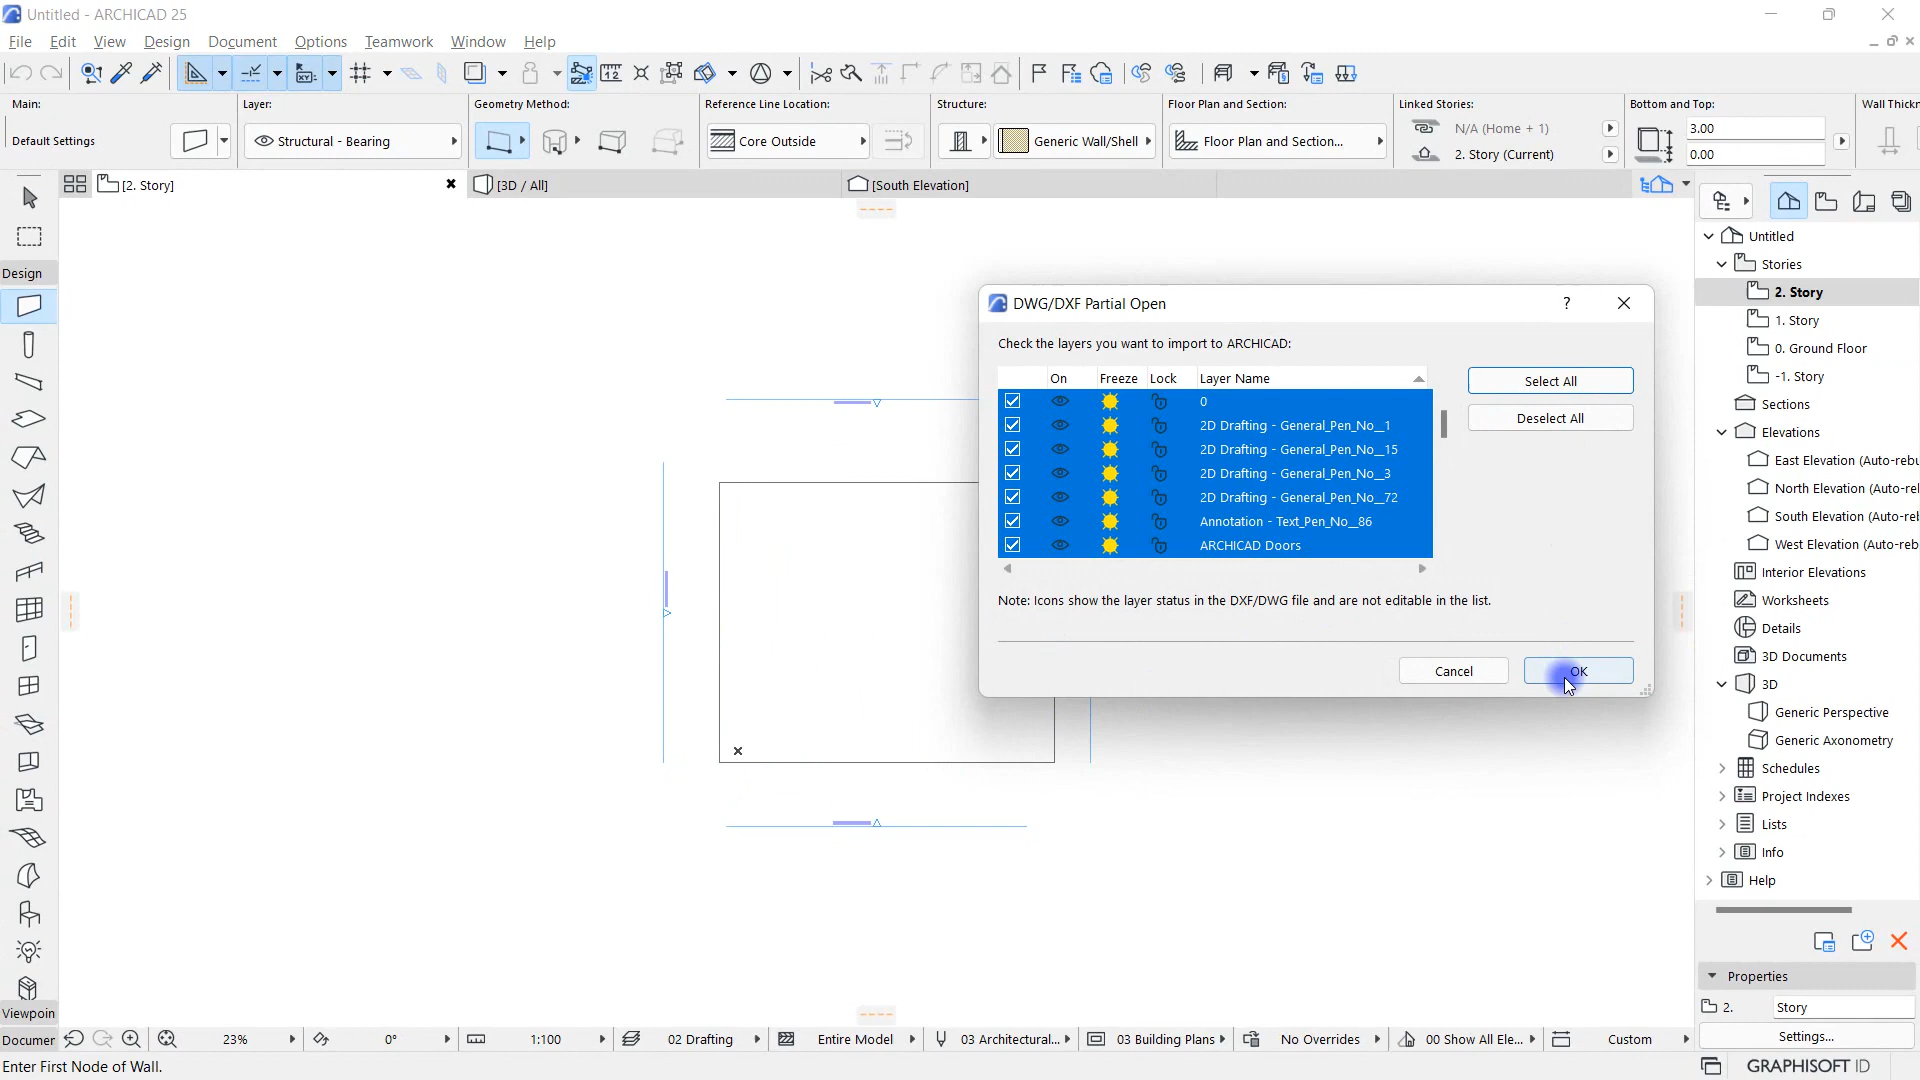 Untitled - ARCHICAD 25
File Edit View Design Document Options Teamwork Window Help
Main: Layer: Geometry Method: Reference Line Location: Structure: Floor Plan and Section: Linked Stories: Bottom and Top: Wall Thickn
Default Settings Structural - Bearing Core Outside Generic Wall/Shell Floor Plan and Section... N/A (Home + 1) 3.00
2. Story (Current) 0.00
[2. Story] [3D / All] [South Elevation]
Design
Viewpoin
Documer
DWG/DXF Partial Open
Check the layers you want to import to ARCHICAD:
On Freeze Lock Layer Name
0
2D Drafting - General_Pen_No__1
2D Drafting - General_Pen_No__15
2D Drafting - General_Pen_No__3
2D Drafting - General_Pen_No__72
Annotation - Text_Pen_No__86
ARCHICAD Doors
Select All
Deselect All
Note: Icons show the layer status in the DXF/DWG file and are not editable in the list.
Cancel OK
Untitled
Stories
2. Story
1. Story
0. Ground Floor
-1. Story
Sections
Elevations
East Elevation (Auto-rebu
North Elevation (Auto-rel
South Elevation (Auto-re
West Elevation (Auto-reb
Interior Elevations
Worksheets
Details
3D Documents
3D
Generic Perspective
Generic Axonometry
Schedules
Project Indexes
Lists
Info
Help
Properties
2. Story
Settings...
23% 0° 1:100 02 Drafting Entire Model 03 Architectural... 03 Building Plans No Overrides 00 Show All Ele... Custom
Enter First Node of Wall.
GRAPHISOFT ID